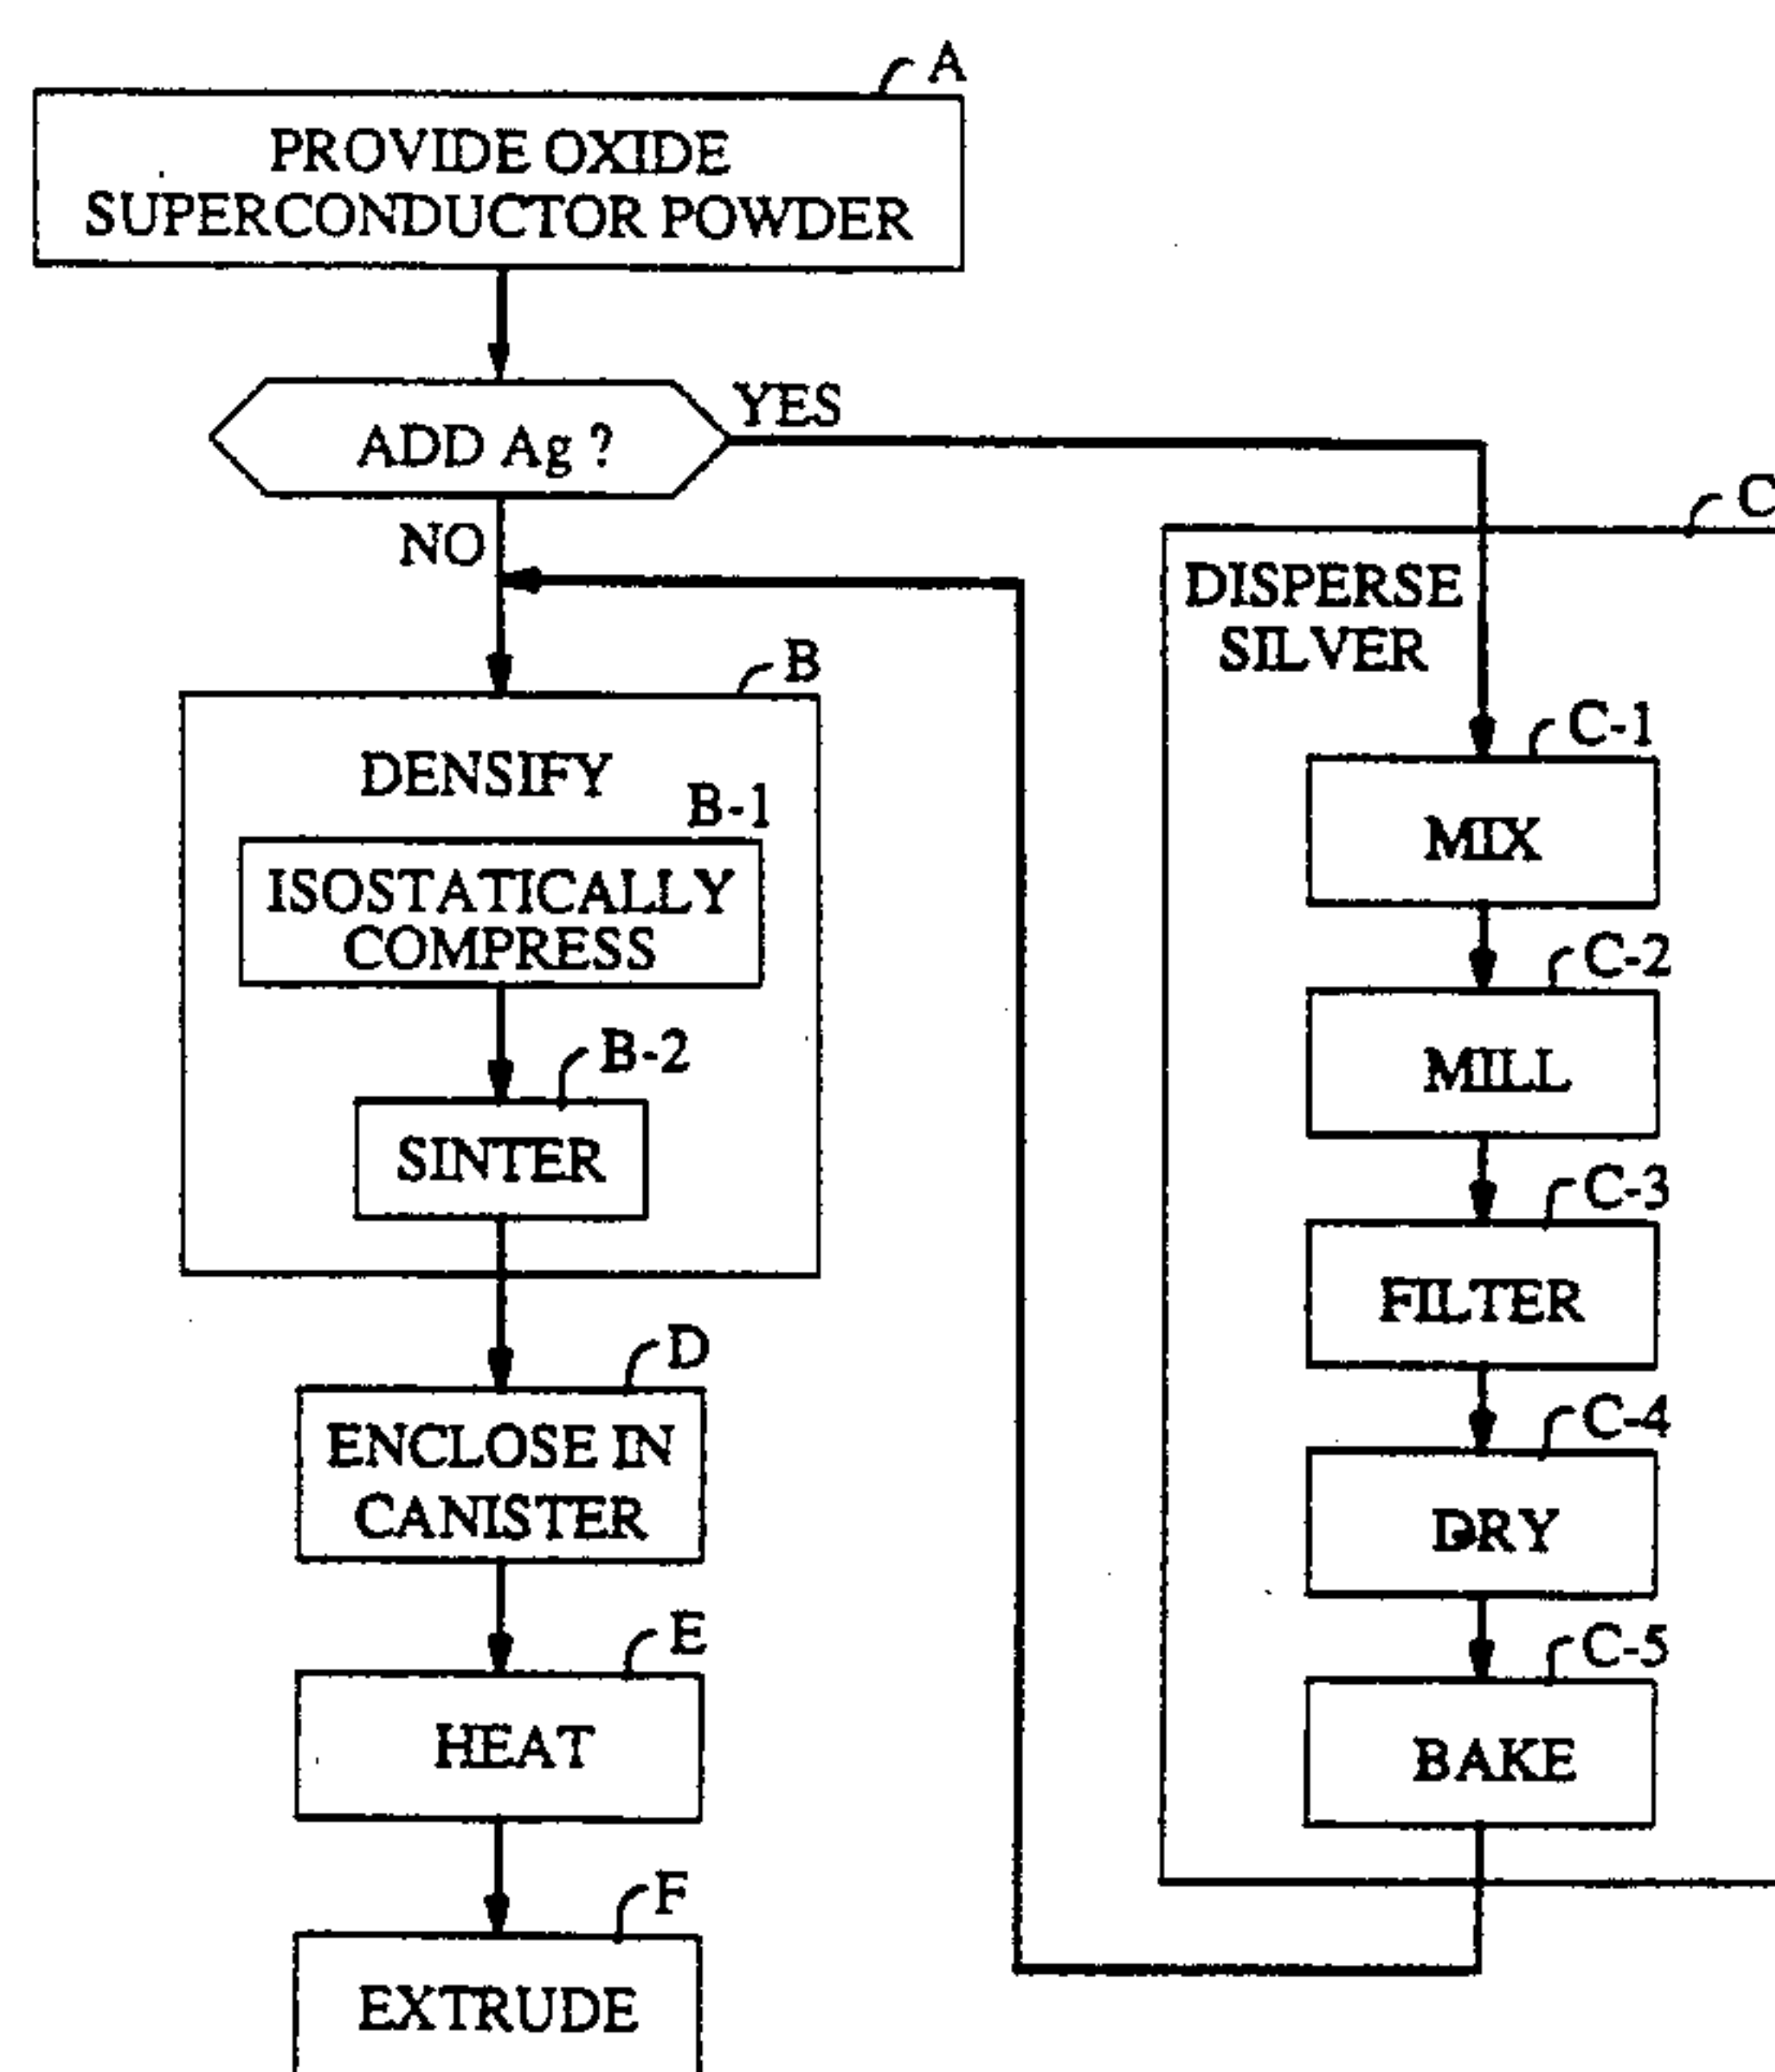 A
PROVIDE OXIDE
SUPERCONDUCTOR POWDER
ADD Ag ?
YES
NO
B
DENSIFY
B-1
ISOSTATICALLY
COMPRESS
B-2
SINTER
D
ENCLOSE IN
CANISTER
E
HEAT
F
EXTRUDE
C
DISPERSE
SILVER
C-1
MIX
C-2
MILL
C-3
FILTER
C-4
DRY
C-5
BAKE